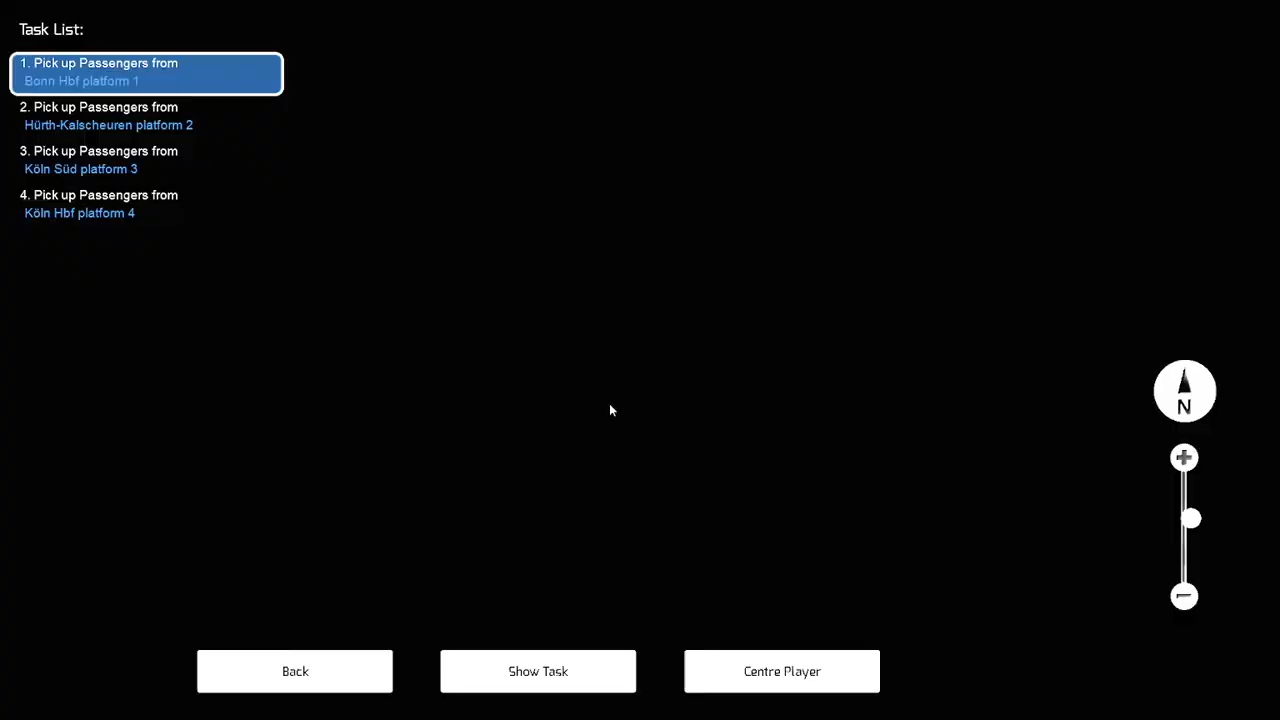 Task List:
1. Pick up Passengers from
Bonn Hbf platform 1
2. Pick up Passengers from
Hürth-Kalscheuren platform 2
3. Pick up Passengers from
Köln Süd platform 3
4. Pick up Passengers from
Köln Hbf platform 4
N
Back
Show Task
Centre Player